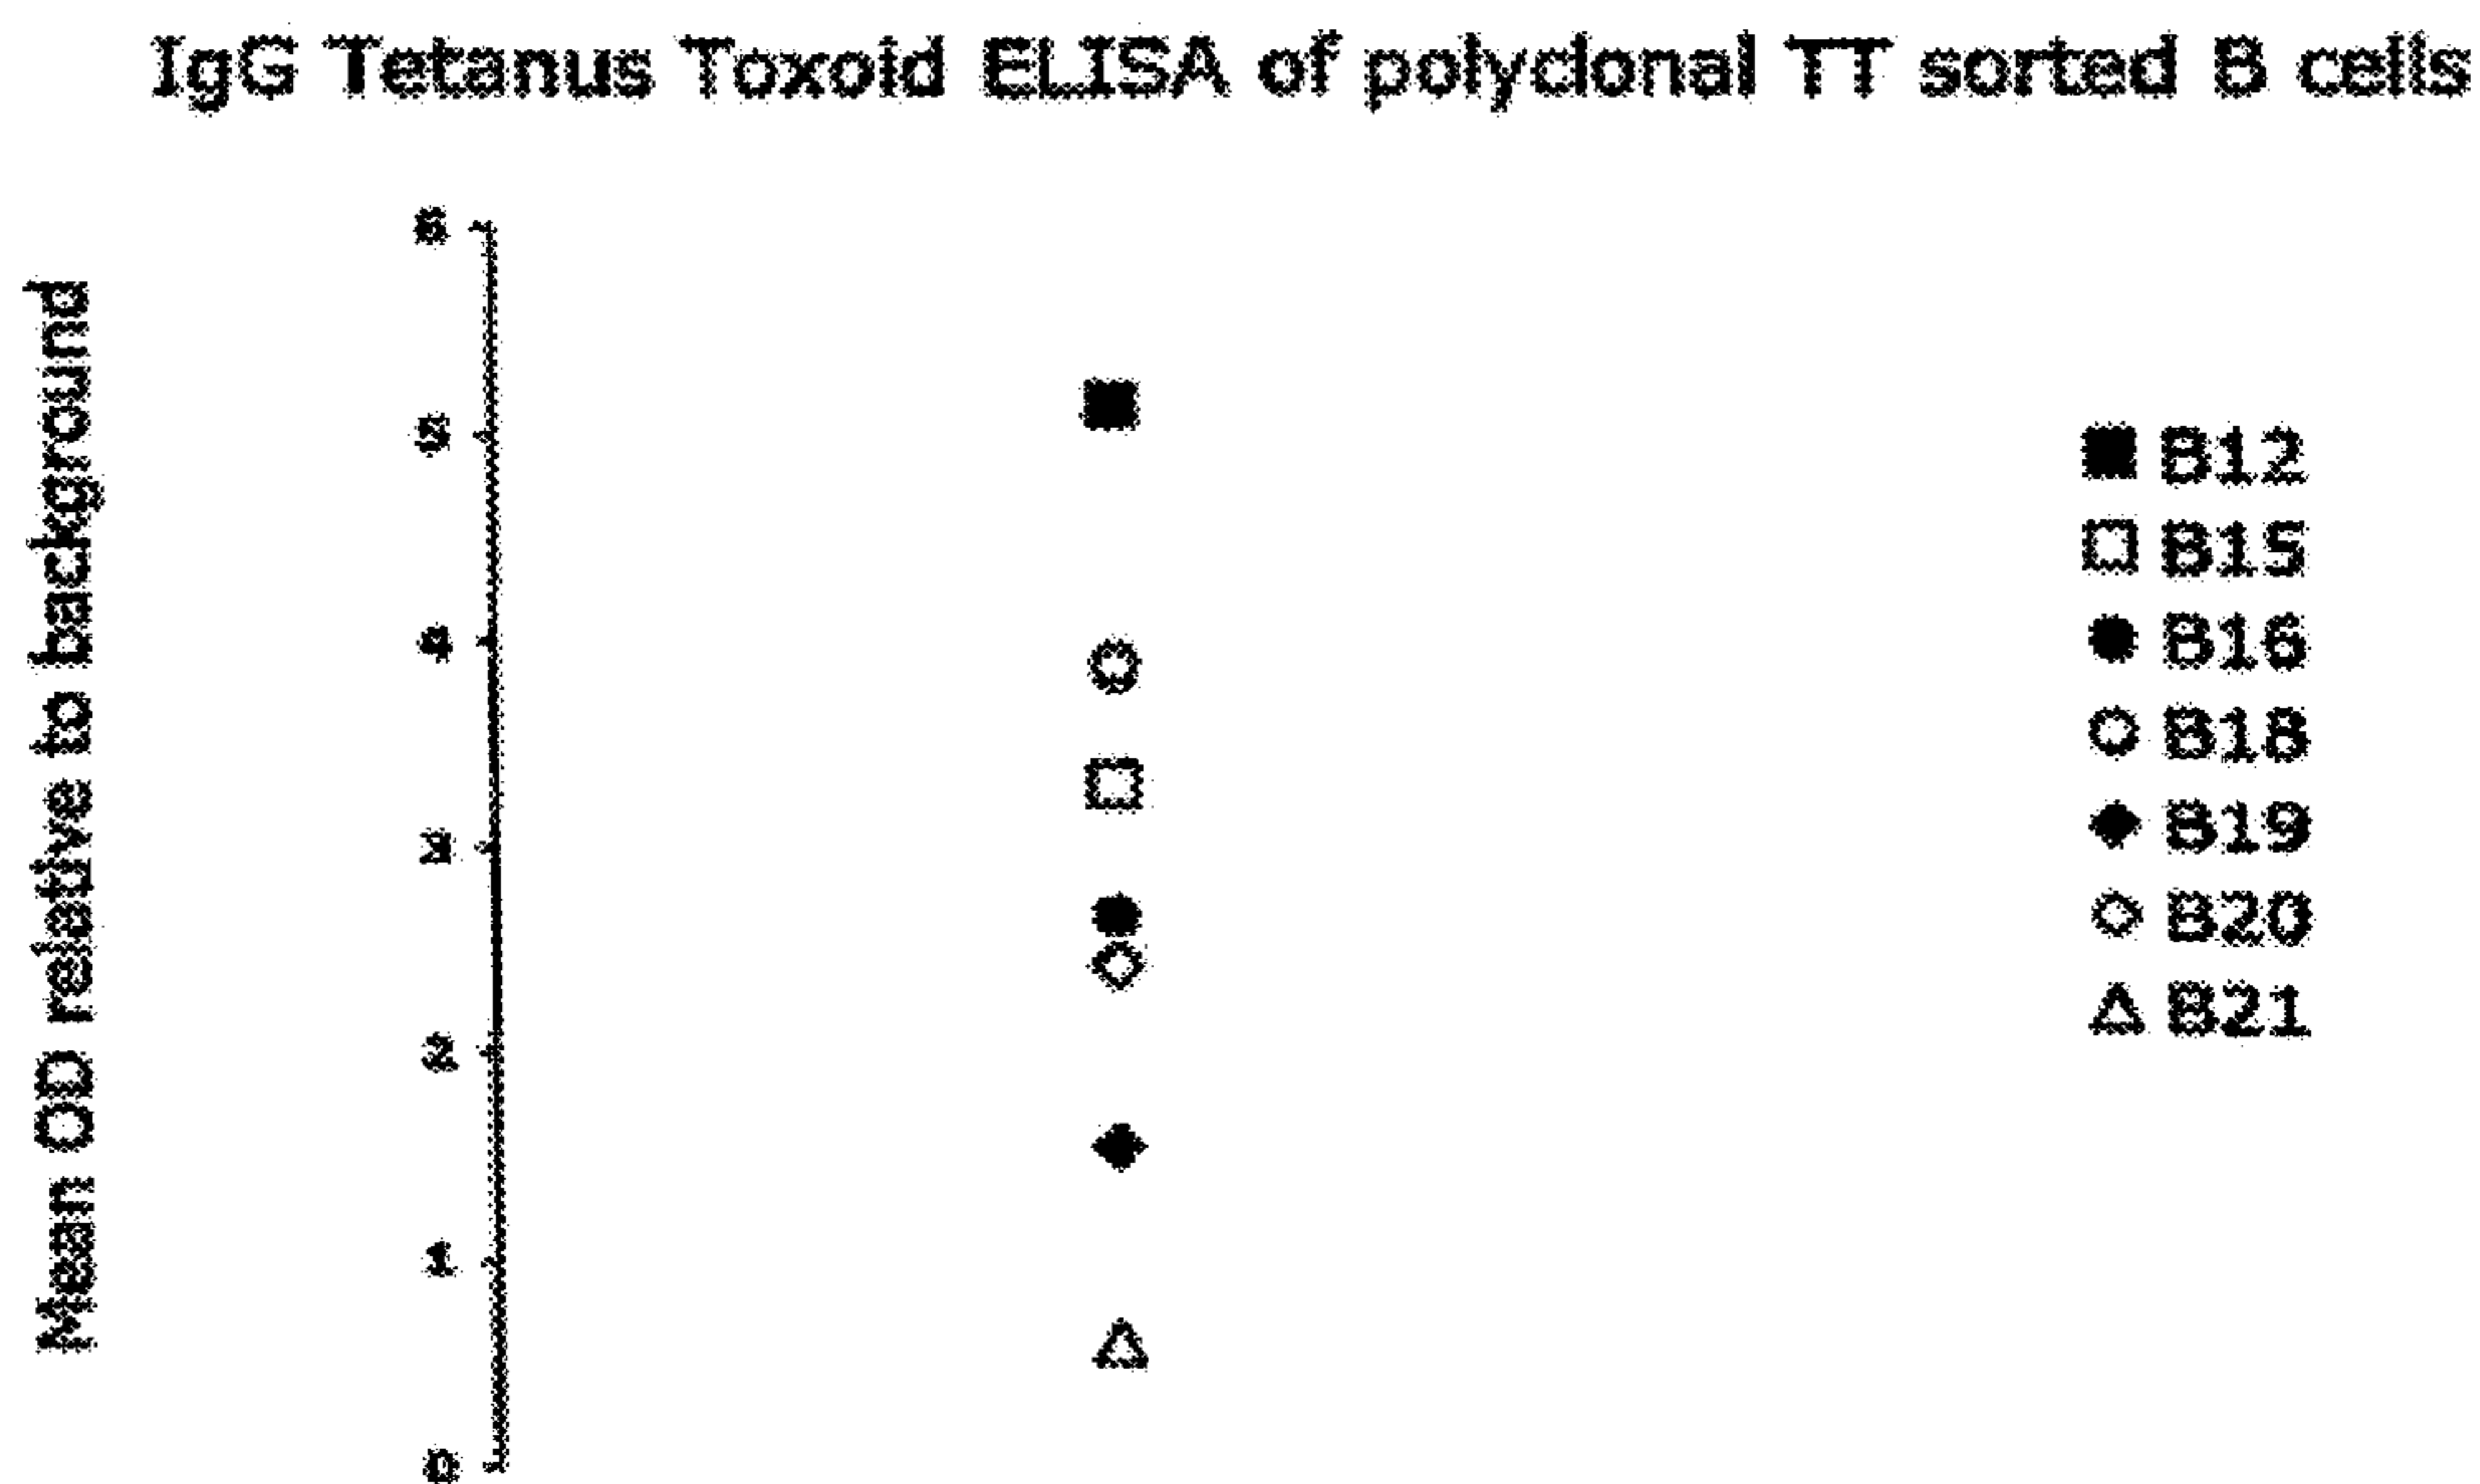 IgG Tetanus Toxoid ELISA of polyclonal TT sorted B cells
Mean OD relative to background
6
5
4
3
2
1
0
B12
B15
B16
B18
B19
B20
B21